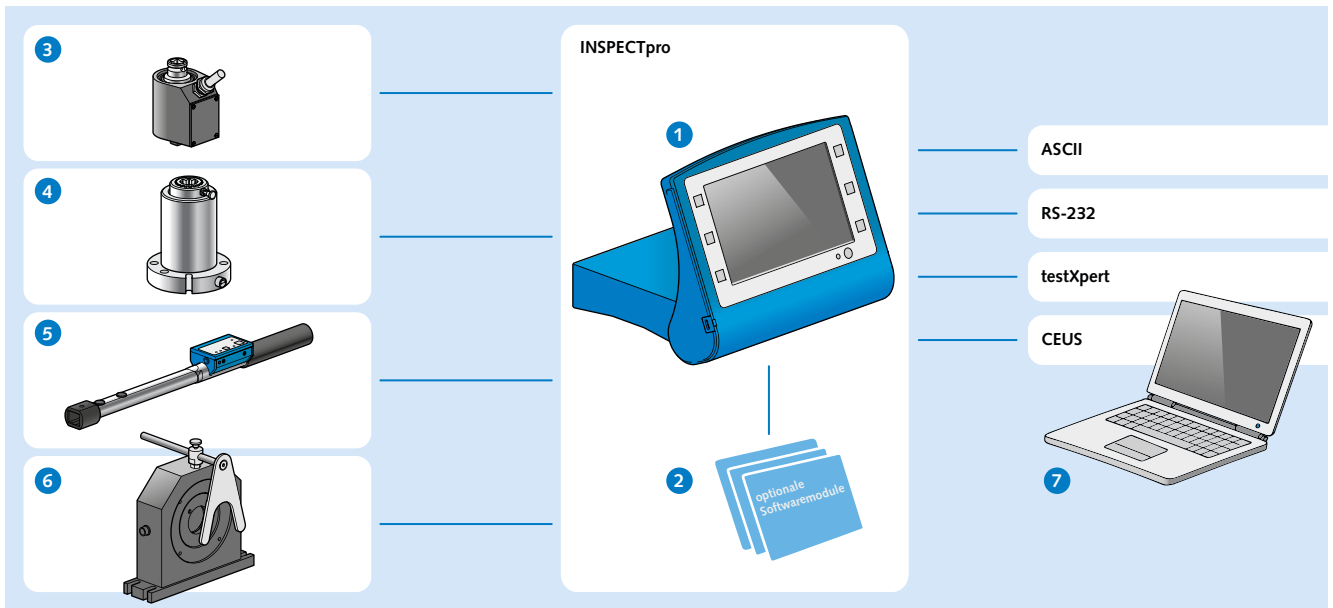 3
4
5
6
INSPECTpro
1
2
optionale
Softwaremodule
ASCII
RS-232
testXpert
CEUS
7